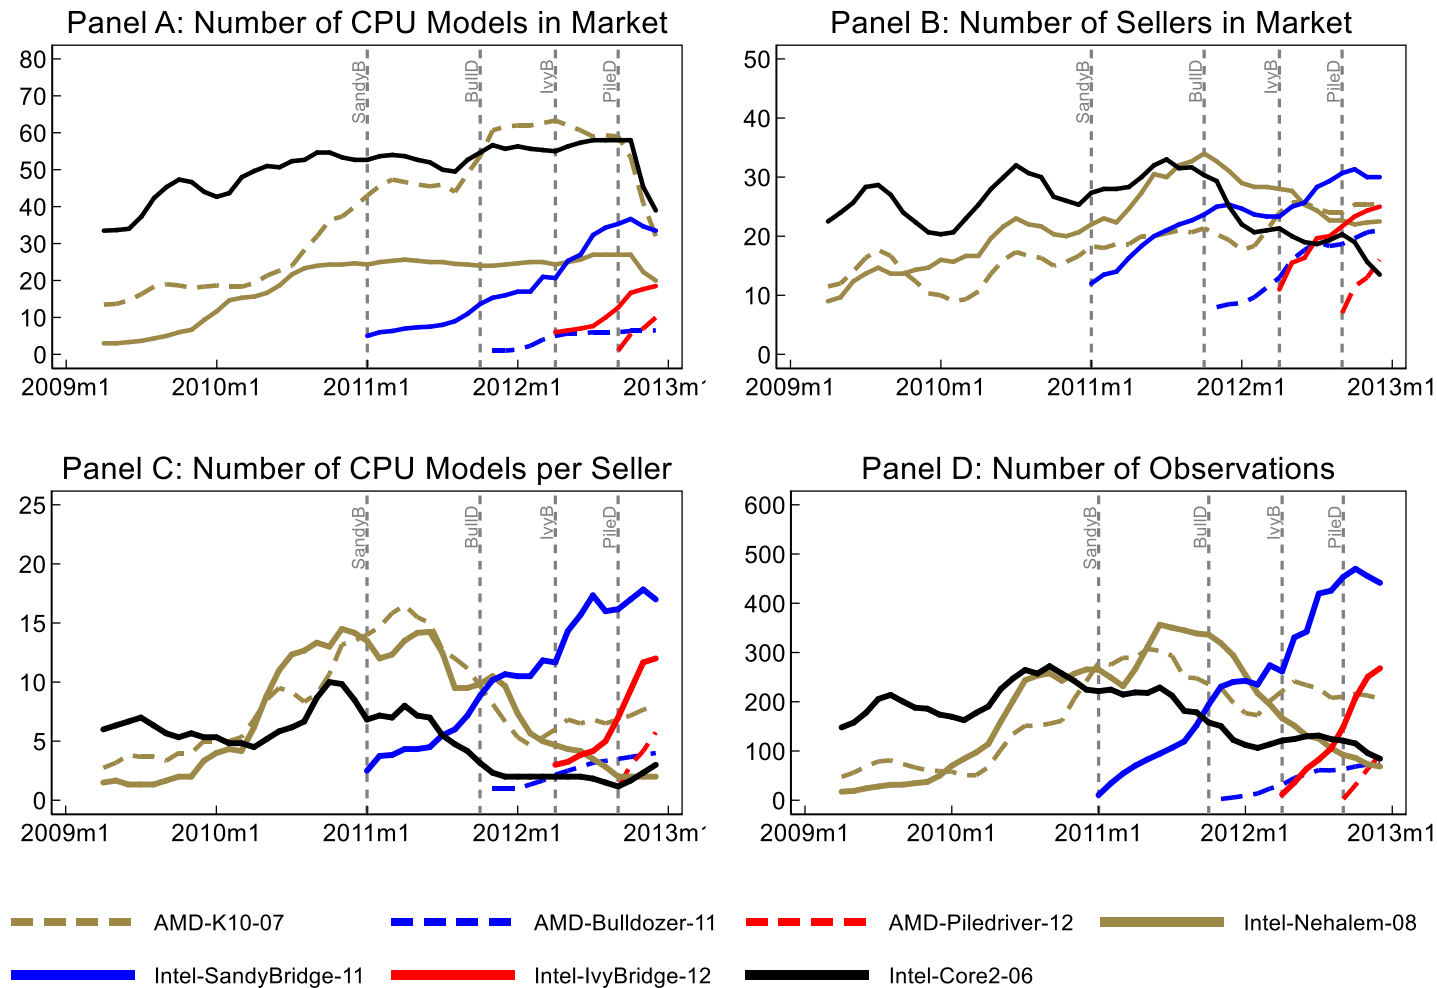 Panel A: Number of CPU Models in Market
80
70
60
50
40
30
20
10
0
SandyB
BullD
IvyB
PileD
2009m1
2010m1
2011m1
2012m1
2013m1
Panel B: Number of Sellers in Market
50
40
30
20
10
0
SandyB
BullD
IvyB
PileD
2009m1
2010m1
2011m1
2012m1
2013m1
Panel C: Number of CPU Models per Seller
25
20
15
10
5
0
SandyB
BullD
IvyB
PileD
2009m1
2010m1
2011m1
2012m1
2013m1
Panel D: Number of Observations
600
500
400
300
200
100
0
SandyB
BullD
IvyB
PileD
2009m1
2010m1
2011m1
2012m1
2013m1
AMD-K10-07
AMD-Bulldozer-11
AMD-Piledriver-12
Intel-Nehalem-08
Intel-SandyBridge-11
Intel-IvyBridge-12
Intel-Core2-06